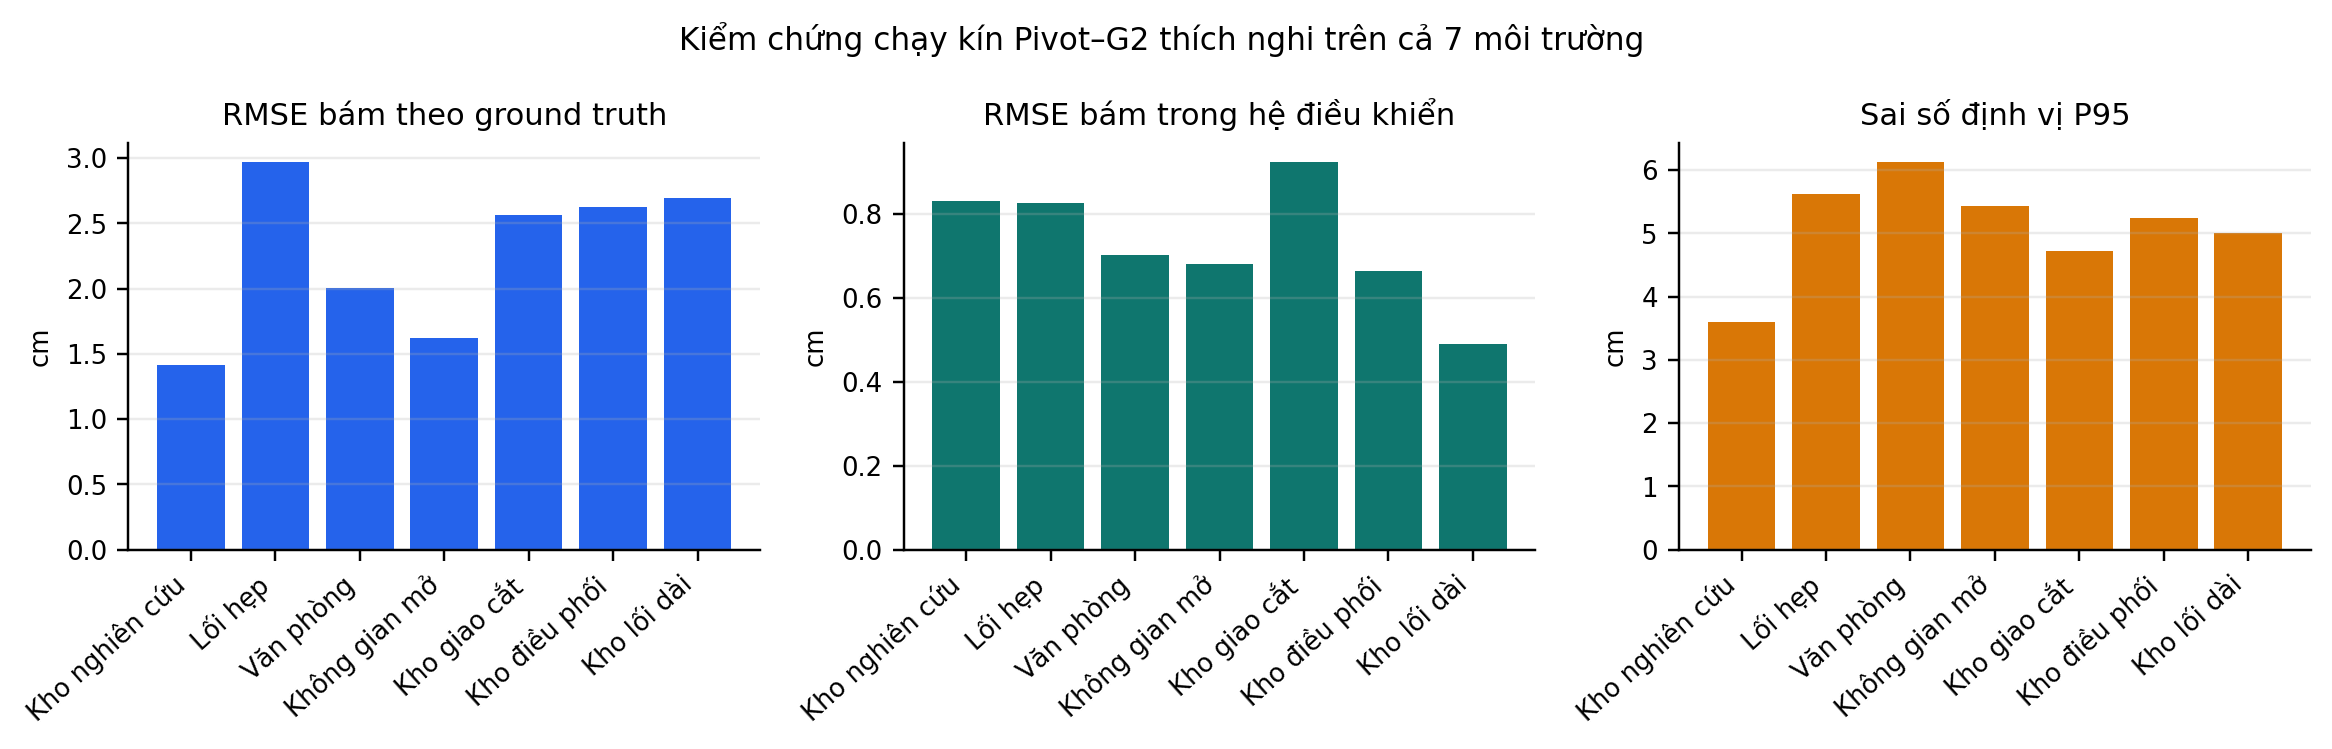 Kiểm chứng chạy kín Pivot–G2 thích nghi trên cả 7 môi trường
RMSE bám theo ground truth
cm
3.0
2.5
2.0
1.5
1.0
0.5
0.0
Kho nghiên cứu
Lối hẹp
Văn phòng
Không gian mở
Kho giao cắt
Kho điều phối
Kho lối dài
RMSE bám trong hệ điều khiển
cm
0.8
0.6
0.4
0.2
0.0
Kho nghiên cứu
Lối hẹp
Văn phòng
Không gian mở
Kho giao cắt
Kho điều phối
Kho lối dài
Sai số định vị P95
cm
6
5
4
3
2
1
0
Kho nghiên cứu
Lối hẹp
Văn phòng
Không gian mở
Kho giao cắt
Kho điều phối
Kho lối dài